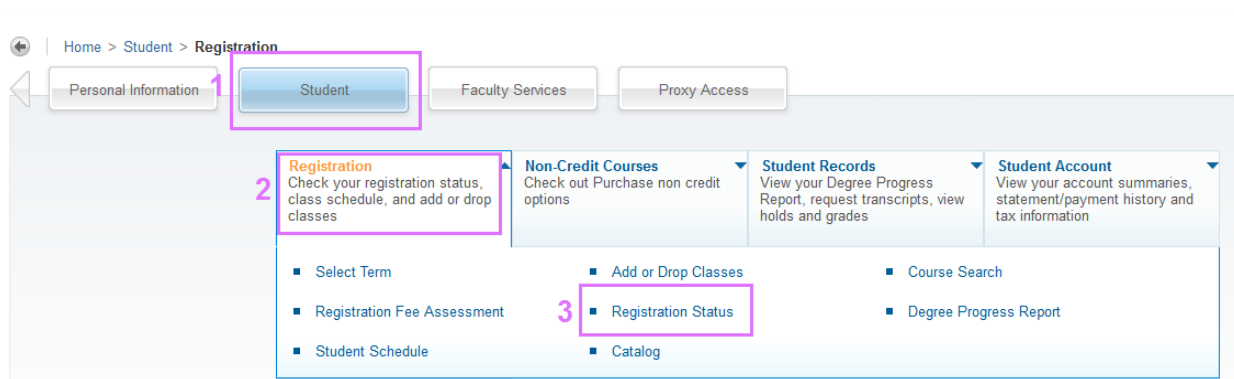 Home > Student > Registration
Personal Information
1
Student
Faculty Services
Proxy Access
2
Registration
Check your registration status,
class schedule, and add or drop
classes
Non-Credit Courses
Check out Purchase non credit
options
Student Records
View your Degree Progress
Report, request transcripts, view
holds and grades
Student Account
View your account summaries,
statement/payment history and
tax information
Select Term
Add or Drop Classes
Course Search
Registration Fee Assessment
3
Registration Status
Degree Progress Report
Student Schedule
Catalog